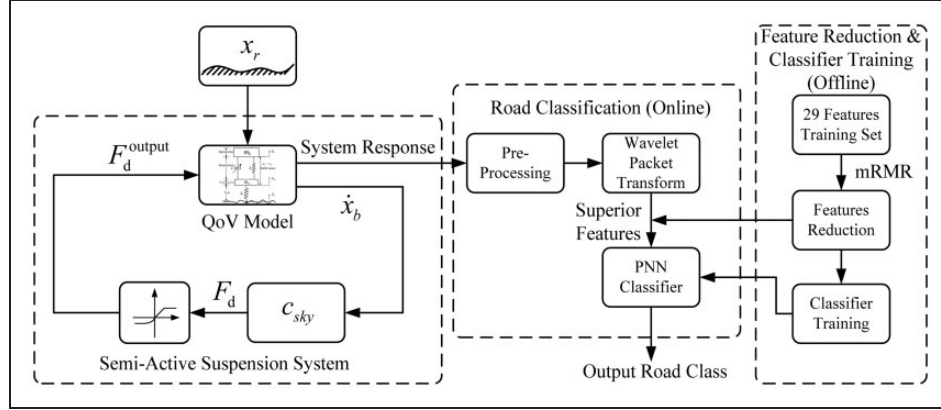 x_r
F_d^output
System Response
QoV Model
ẋ_b
F_d
c_sky
Semi-Active Suspension System
Road Classification (Online)
Pre-
Processing
Wavelet
Packet
Transform
Superior
Features
PNN
Classifier
Output Road Class
Feature Reduction &
Classifier Training
(Offline)
29 Features
Training Set
mRMR
Features
Reduction
Classifier
Training